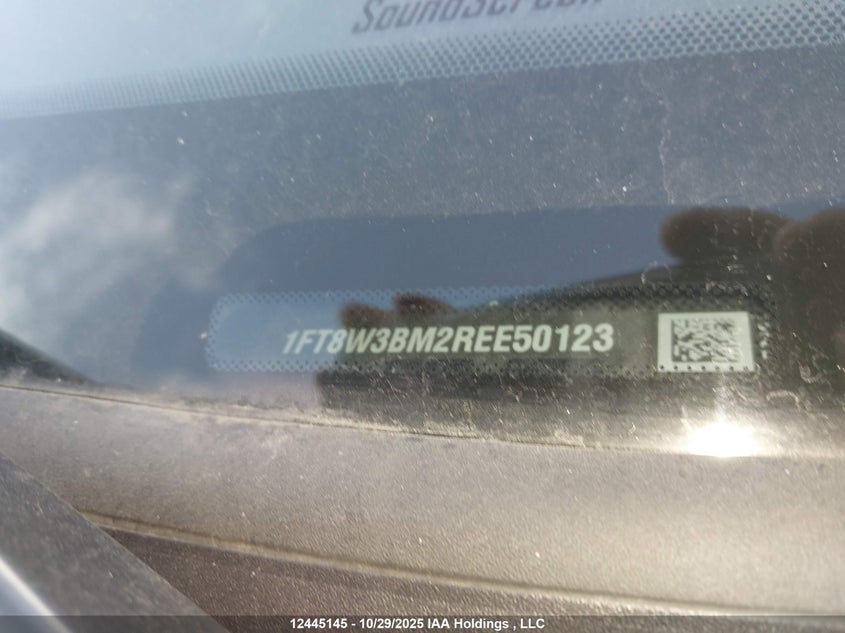 SoundScreen
1FT8W3BM2REE50123
12445145 - 10/29/2025 IAA Holdings , LLC